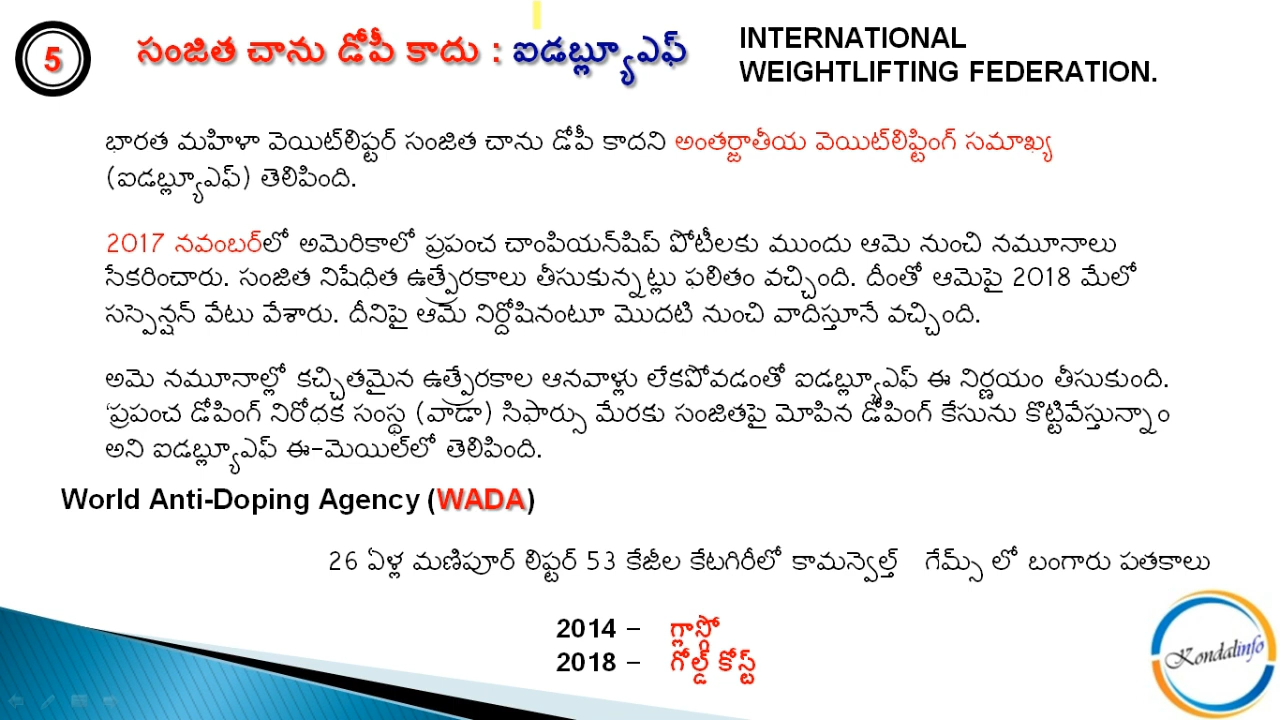 5
సంజిత చాను డోపీ కాదు : ఐడబ్ల్యూఎఫ్
INTERNATIONAL
WEIGHTLIFTING FEDERATION.
భారత మహిళా వెయిట్‌లిఫ్టర్ సంజిత చాను డోపీ కాదని అంతర్జాతీయ వెయిట్‌లిఫ్టింగ్ సమాఖ్య
(ఐడబ్ల్యూఎఫ్) తెలిపింది.
2017 నవంబర్‌లో అమెరికాలో ప్రపంచ చాంపియన్‌షిప్ పోటీలకు ముందు ఆమె నుంచి నమూనాలు
సేకరించారు. సంజిత నిషేధిత ఉత్ప్రేరకాలు తీసుకున్నట్లు ఫలితం వచ్చింది. దీంతో ఆమెపై 2018 మేలో
సస్పెన్షన్ వేటు వేశారు. దీనిపై ఆమె నిర్దోషినంటూ మొదటి నుంచి వాదిస్తూనే వచ్చింది.
అమె నమూనాల్లో కచ్చితమైన ఉత్ప్రేరకాల ఆనవాళ్లు లేకపోవడంతో ఐడబ్ల్యూఎఫ్ ఈ నిర్ణయం తీసుకుంది.
‘ప్రపంచ డోపింగ్ నిరోధక సంస్థ (వాడా) సిఫార్సు మేరకు సంజితపై మోపిన డోపింగ్ కేసును కొట్టివేస్తున్నాం
అని ఐడబ్ల్యూఎఫ్ ఈ-మెయిల్‌లో తెలిపింది.
World Anti-Doping Agency (WADA)
26 ఏళ్ల మణిపూర్ లిఫ్టర్ 53 కేజీల కేటగిరీలో కామన్వెల్త్ గేమ్స్ లో బంగారు పతకాలు
2014 – గ్లాస్గో
2018 – గోల్డ్ కోస్ట్
Kondalinfo